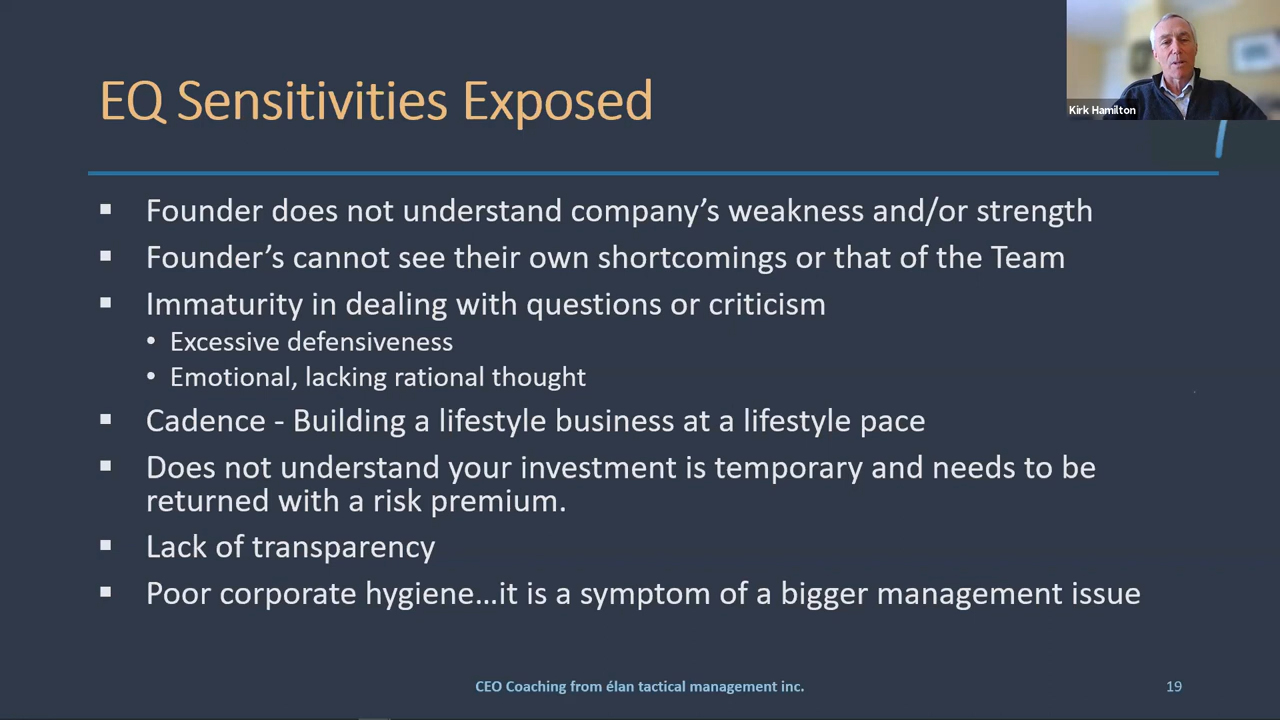 EQ Sensitivities Exposed
Kirk Hamilton
▪ Founder does not understand company’s weakness and/or strength
▪ Founder’s cannot see their own shortcomings or that of the Team
▪ Immaturity in dealing with questions or criticism
• Excessive defensiveness
• Emotional, lacking rational thought
▪ Cadence - Building a lifestyle business at a lifestyle pace
▪ Does not understand your investment is temporary and needs to be
returned with a risk premium.
▪ Lack of transparency
▪ Poor corporate hygiene…it is a symptom of a bigger management issue
CEO Coaching from élan tactical management inc.
19